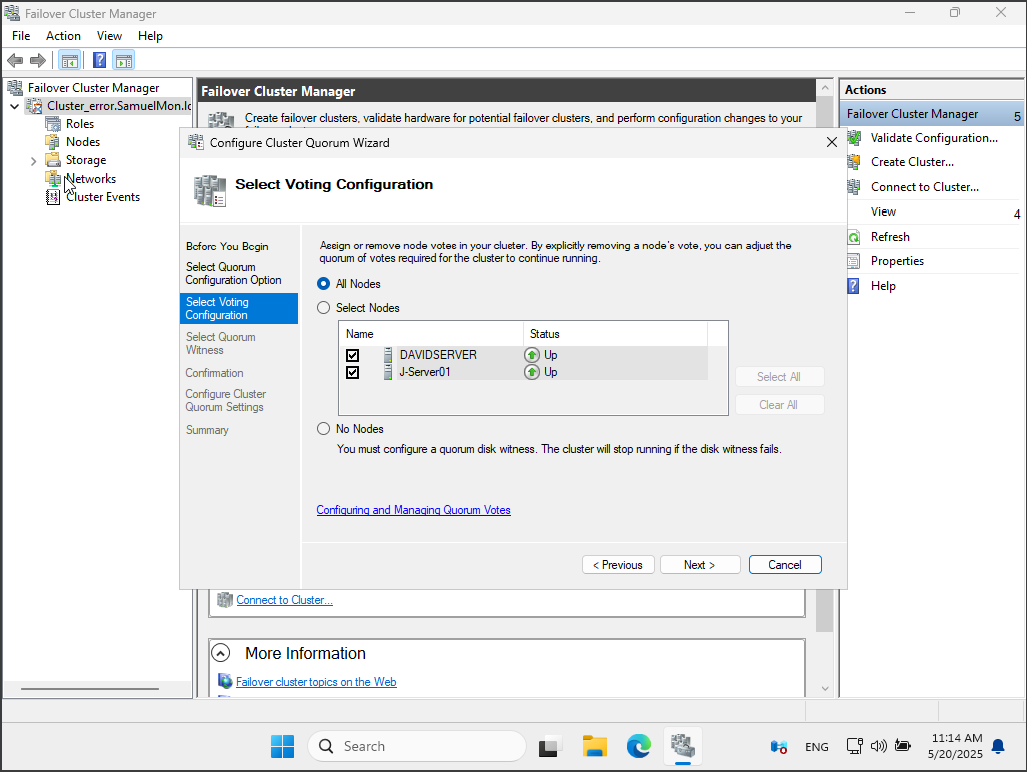 Failover Cluster Manager
File Action View Help
Failover Cluster Manager
Cluster_error.SamuelMon.lo
Roles
Nodes
Storage
Networks
Cluster Events
Failover Cluster Manager
Create failover clusters, validate hardware for potential failover clusters, and perform configuration changes to your
Configure Cluster Quorum Wizard
Select Voting Configuration
Before You Begin
Select Quorum
Configuration Option
Select Voting
Configuration
Select Quorum
Witness
Confirmation
Configure Cluster
Quorum Settings
Summary
Assign or remove node votes in your cluster. By explicitly removing a node's vote, you can adjust the
quorum of votes required for the cluster to continue running.
All Nodes
Select Nodes
Name Status
DAVIDSERVER Up
J-Server01 Up
Select All
Clear All
No Nodes
You must configure a quorum disk witness. The cluster will stop running if the disk witness fails.
Configuring and Managing Quorum Votes
< Previous Next > Cancel
Connect to Cluster...
More Information
Failover cluster topics on the Web
Actions
Failover Cluster Manager 5
Validate Configuration...
Create Cluster...
Connect to Cluster...
View 4
Refresh
Properties
Help
Search
ENG
11:14 AM
5/20/2025